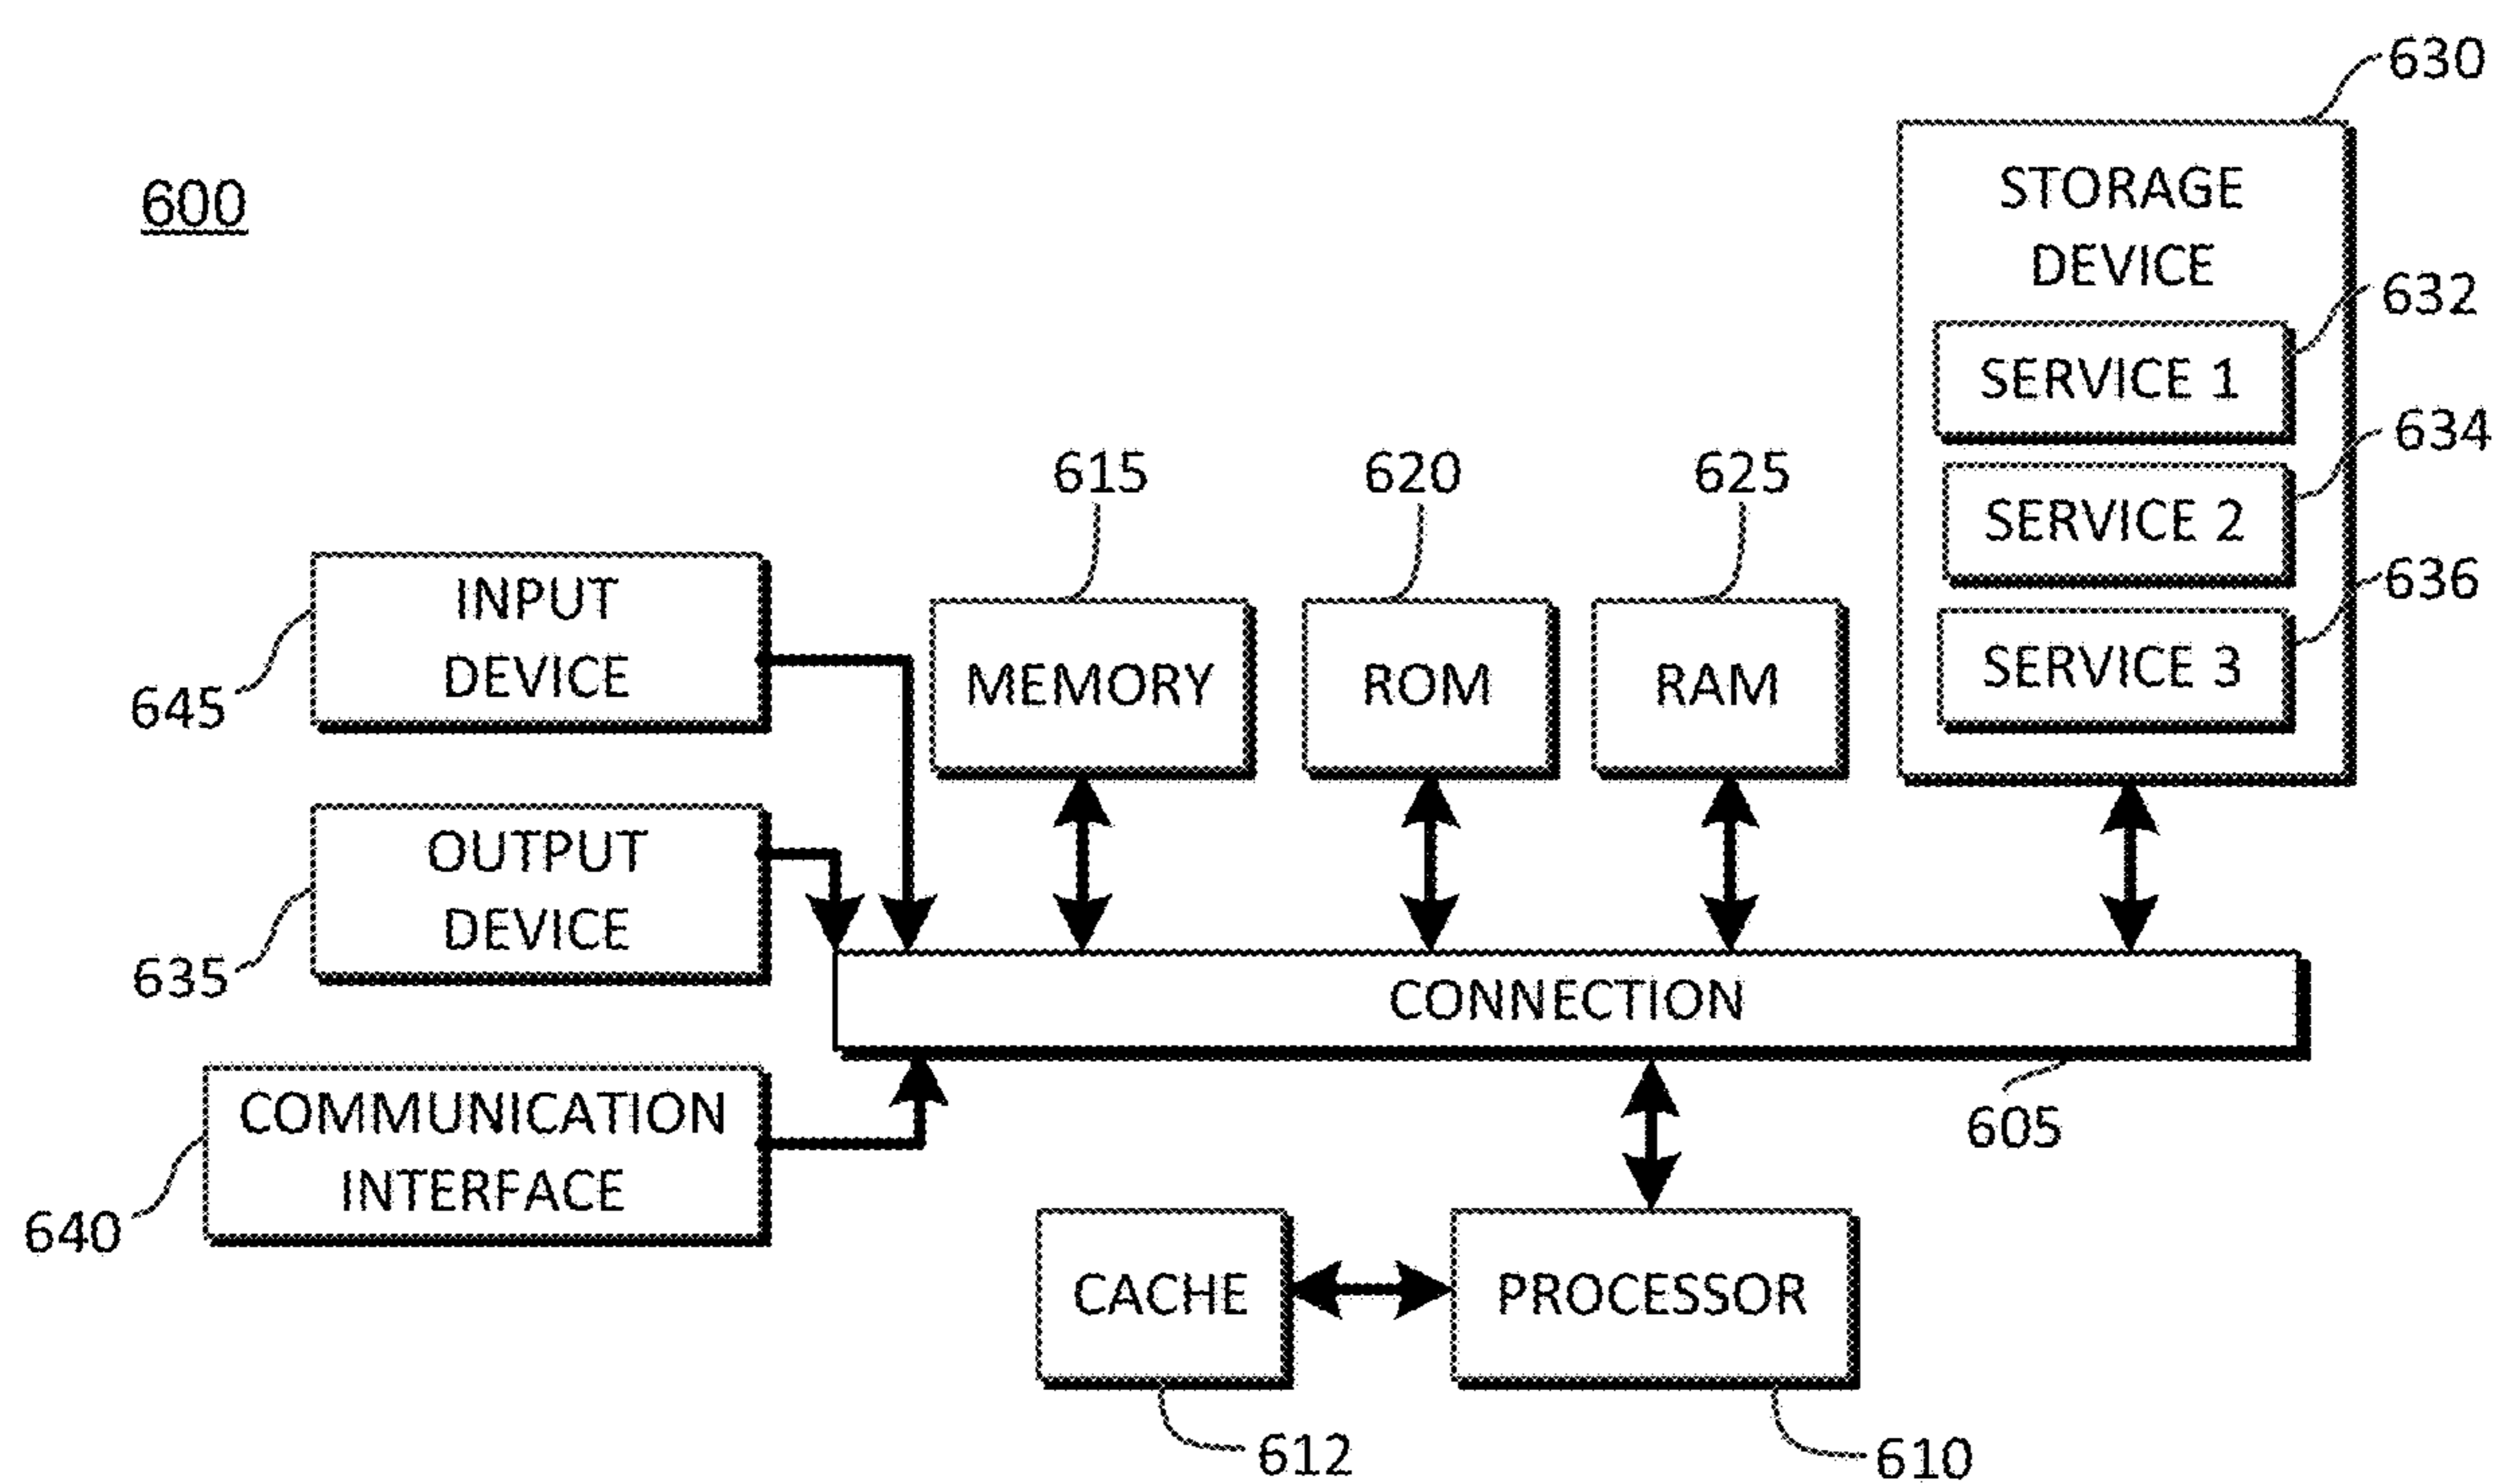 630
600
STORAGE
DEVICE
632
SERVICE 1
634
SERVICE 2
636
SERVICE 3
615
620
625
INPUT
DEVICE
645
MEMORY
ROM
RAM
OUTPUT
DEVICE
635
CONNECTION
605
COMMUNICATION
INTERFACE
640
CACHE
PROCESSOR
612
610